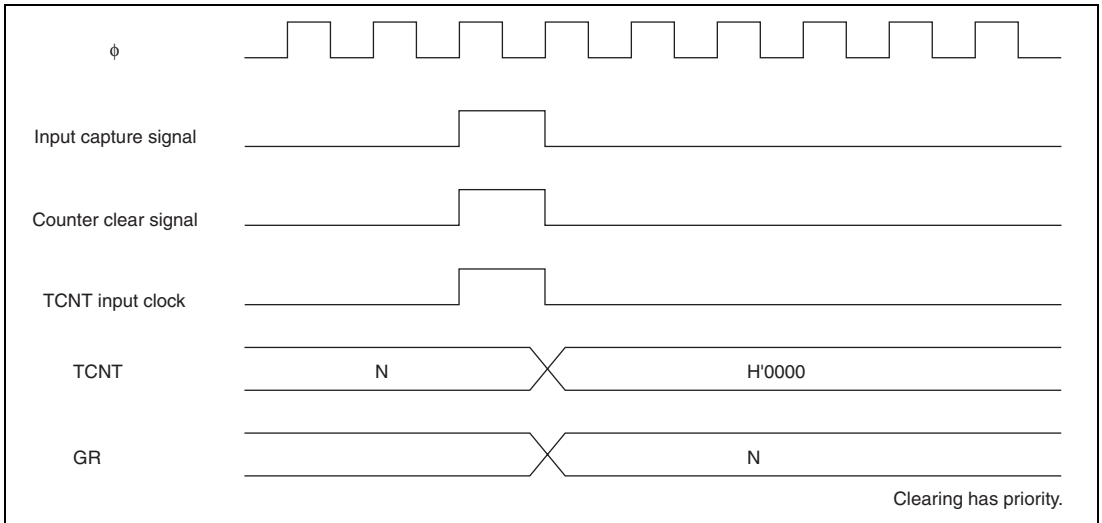 ϕ
Input capture signal
Counter clear signal
TCNT input clock
TCNT N H'0000
GR N
Clearing has priority.